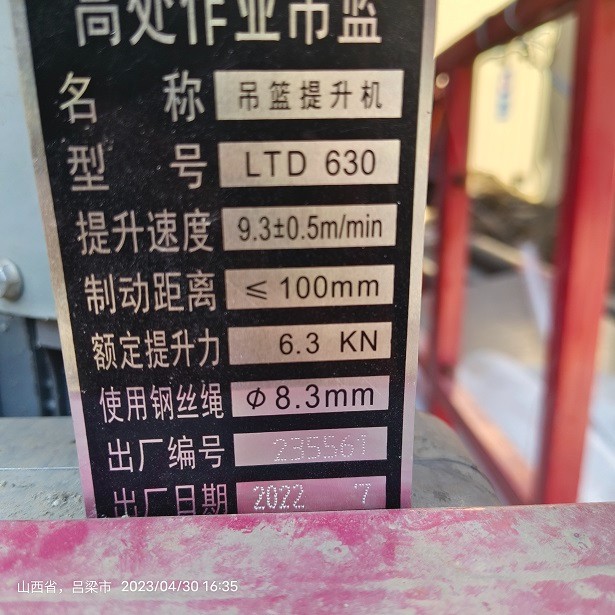 高处作业吊篮
名 称 吊篮提升机
型 号 LTD 630
提升速度 9.3±0.5m/min
制动距离 ≤ 100mm
额定提升力 6.3 KN
使用钢丝绳 Φ 8.3mm
出厂编号 235561
出厂日期 2022 7
山西省，吕梁市 2023/04/30 16:35